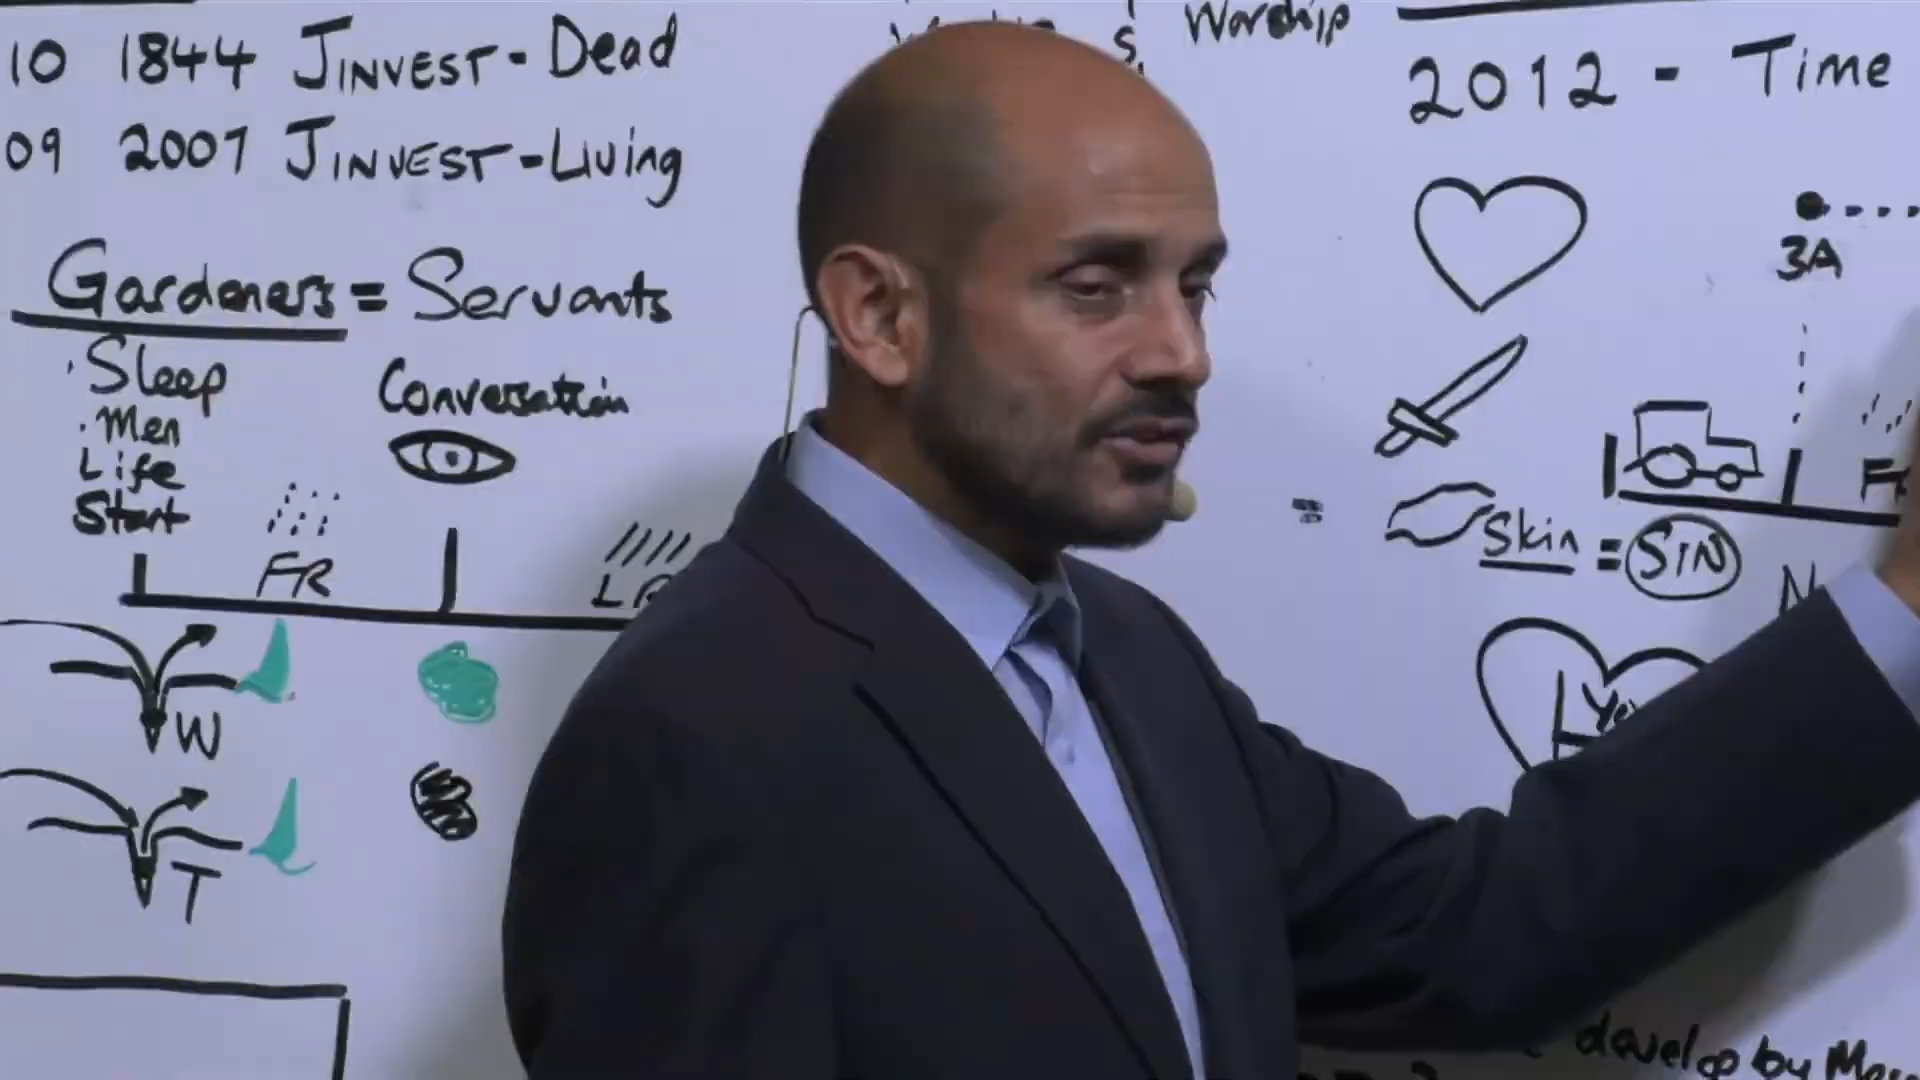 10 1844 JINVEST - Dead
09 2007 JINVEST - Living
Gardeners = Servants
· Sleep
· Men
Life
Start
Conversation
FR
W
T
Worship
2012 - Time
3A
Skin = SIN
develop by